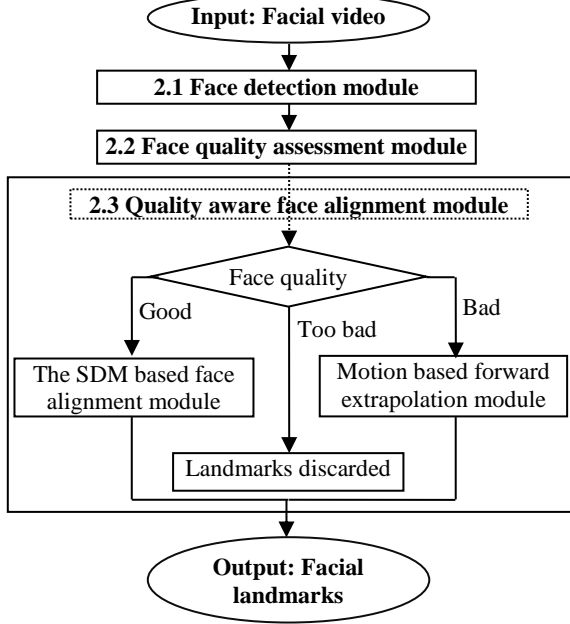 Input: Facial video
2.1 Face detection module
2.2 Face quality assessment module
2.3 Quality aware face alignment module
Face quality
Good
Too bad
Bad
The SDM based face
alignment module
Motion based forward
extrapolation module
Landmarks discarded
Output: Facial
landmarks